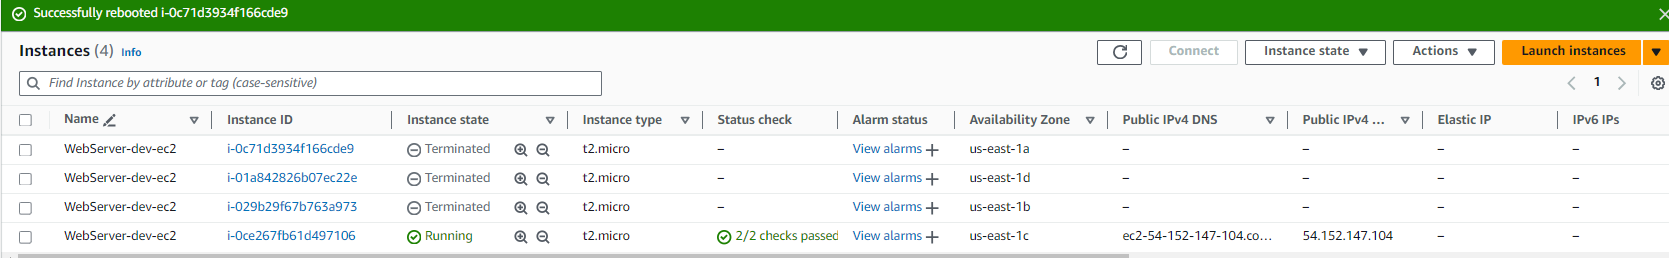 Successfully rebooted i-0c71d3934f166cde9
Instances (4) Info
Connect Instance state Actions Launch instances
Find Instance by attribute or tag (case-sensitive)
1
Name Instance ID Instance state Instance type Status check Alarm status Availability Zone Public IPv4 DNS Public IPv4 ... Elastic IP IPv6 IPs
WebServer-dev-ec2 i-0c71d3934f166cde9 Terminated t2.micro – View alarms + us-east-1a – – – –
WebServer-dev-ec2 i-01a842826b07ec22e Terminated t2.micro – View alarms + us-east-1d – – – –
WebServer-dev-ec2 i-029b29f67b763a973 Terminated t2.micro – View alarms + us-east-1b – – – –
WebServer-dev-ec2 i-0ce267fb61d497106 Running t2.micro 2/2 checks passed View alarms + us-east-1c ec2-54-152-147-104.co... 54.152.147.104 – –